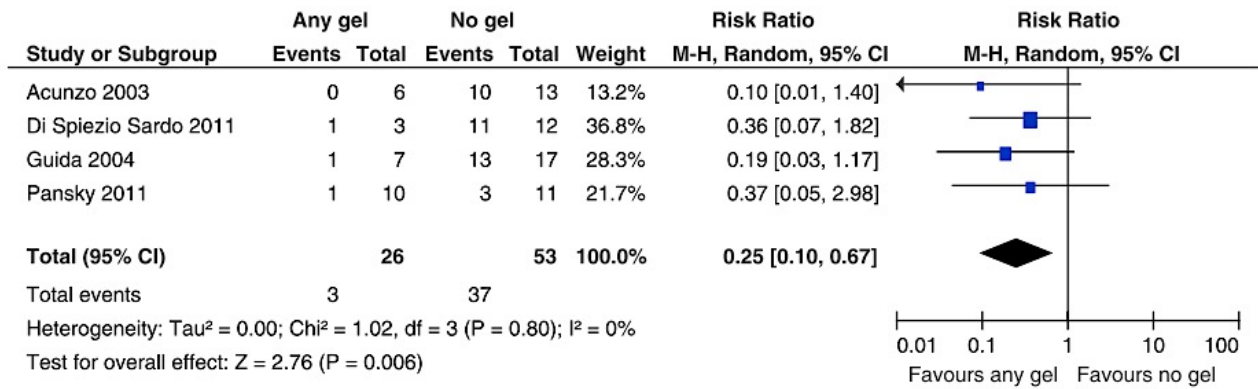 Any gel No gel Risk Ratio Risk Ratio
Study or Subgroup Events Total Events Total Weight M-H, Random, 95% CI M-H, Random, 95% CI
Acunzo 2003 0 6 10 13 13.2% 0.10 [0.01, 1.40]
Di Spiezio Sardo 2011 1 3 11 12 36.8% 0.36 [0.07, 1.82]
Guida 2004 1 7 13 17 28.3% 0.19 [0.03, 1.17]
Pansky 2011 1 10 3 11 21.7% 0.37 [0.05, 2.98]
Total (95% CI) 26 53 100.0% 0.25 [0.10, 0.67]
Total events 3 37
Heterogeneity: Tau² = 0.00; Chi² = 1.02, df = 3 (P = 0.80); I² = 0%
Test for overall effect: Z = 2.76 (P = 0.006)
0.01 0.1 1 10 100
Favours any gel Favours no gel